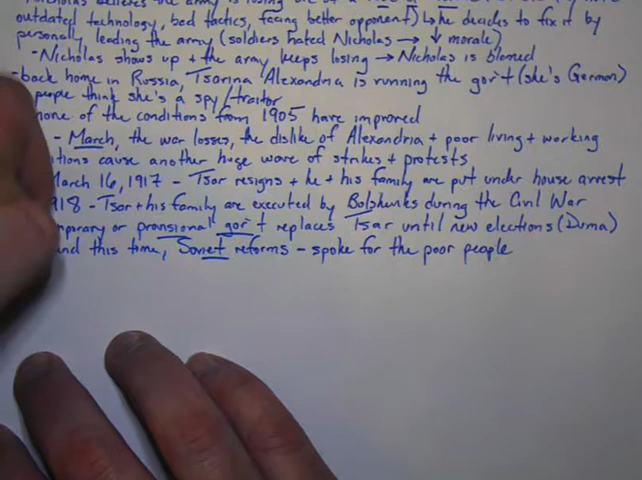 outdated technology, bad tactics, facing better opponent) ↳ he decides to fix it by
personally leading the army (soldiers hated Nicholas → ↓ morale)
- Nicholas shows up + the army keeps losing → Nicholas is blamed
- back home in Russia, Tsarina Alexandria is running the gov't (she's German)
people think she's a spy/traitor
none of the conditions from 1905 have improved
- March, the war losses, the dislike of Alexandria + poor living + working
itions cause another huge wave of strikes + protests
March 16, 1917 - Tsar resigns + he + his family are put under house arrest
918 - Tsar + his family are executed by Bolsheviks during the Civil War
mporary or provisional gov't replaces Tsar until new elections (Duma)
und this time, Soviet reforms - spoke for the poor people